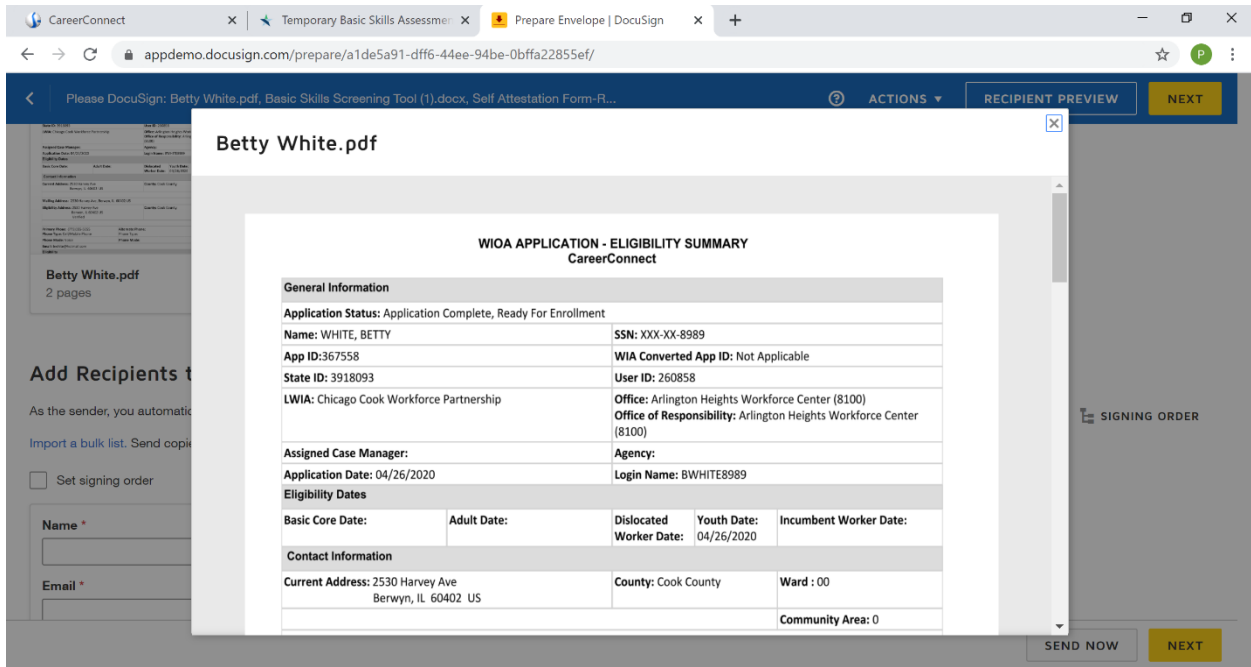 CareerConnect
Temporary Basic Skills Assessmen
Prepare Envelope | DocuSign
appdemo.docusign.com/prepare/a1de5a91-dff6-44ee-94be-0bffa22855ef/
P
Please DocuSign: Betty White.pdf, Basic Skills Screening Tool (1).docx, Self Attestation Form-R...
ACTIONS
RECIPIENT PREVIEW
NEXT
Betty White.pdf
2 pages
Add Recipients t
As the sender, you automatic
Import a bulk list. Send copie
Set signing order
Name *
Email *
SIGNING ORDER
Betty White.pdf
WIOA APPLICATION - ELIGIBILITY SUMMARY
CareerConnect
General Information
Application Status: Application Complete, Ready For Enrollment
Name: WHITE, BETTY SSN: XXX-XX-8989
App ID:367558 WIA Converted App ID: Not Applicable
State ID: 3918093 User ID: 260858
LWIA: Chicago Cook Workforce Partnership Office: Arlington Heights Workforce Center (8100)
Office of Responsibility: Arlington Heights Workforce Center
(8100)
Assigned Case Manager: Agency:
Application Date: 04/26/2020 Login Name: BWHITE8989
Eligibility Dates
Basic Core Date: Adult Date: Dislocated Youth Date: Incumbent Worker Date:
Worker Date: 04/26/2020
Contact Information
Current Address: 2530 Harvey Ave County: Cook County Ward : 00
Berwyn, IL 60402 US
Community Area: 0
SEND NOW
NEXT